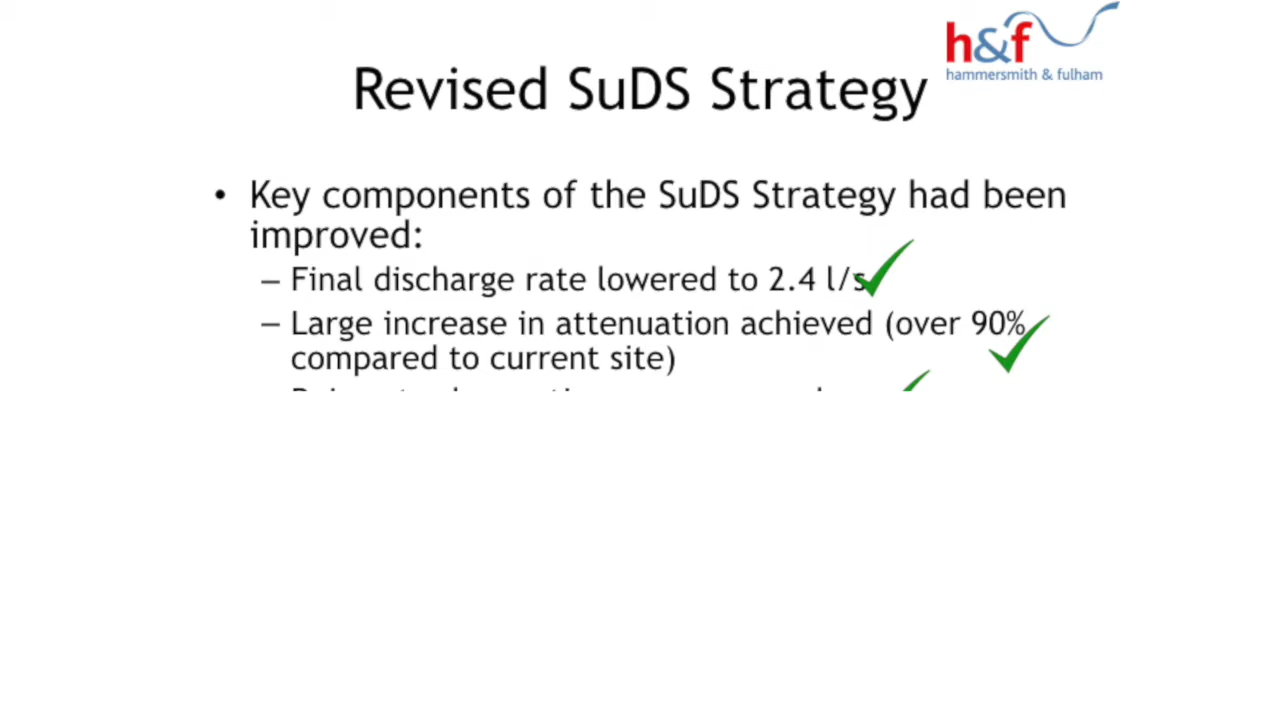 h&f
hammersmith & fulham
Revised SuDS Strategy
• Key components of the SuDS Strategy had been
improved:
– Final discharge rate lowered to 2.4 l/s
– Large increase in attenuation achieved (over 90%
compared to current site)